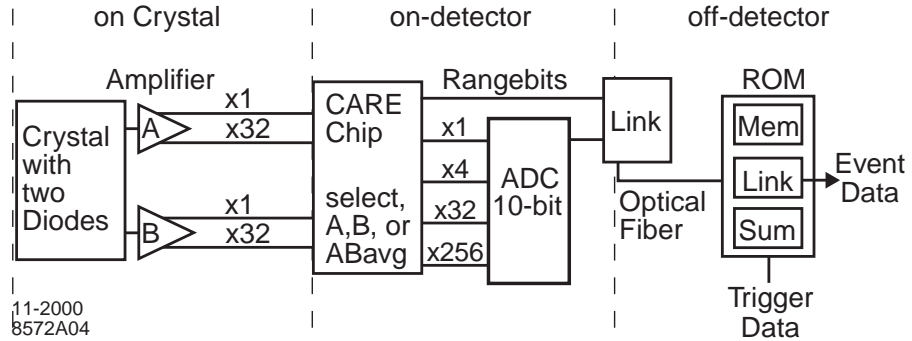 on Crystal
on-detector
off-detector
Amplifier
Rangebits
ROM
x1
x32
A
CARE
Chip
Link
Mem
Crystal
with
two
Diodes
x1
x4
x32
x256
ADC
10-bit
Link
Event
Data
x1
x32
B
select,
A,B, or
ABavg
Optical
Fiber
Sum
Trigger
Data
11-2000
8572A04